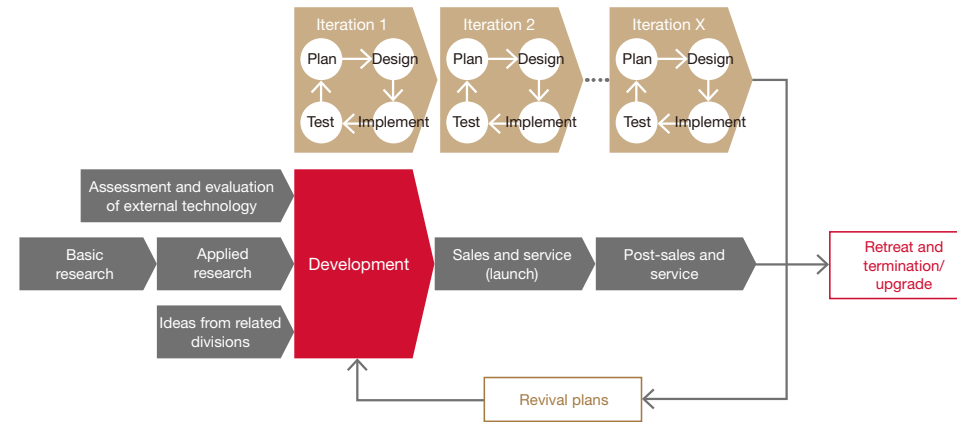 Iteration 1
Plan
Design
Test
Implement
Iteration 2
Plan
Design
Test
Implement
Iteration X
Plan
Design
Test
Implement
Assessment and evaluation
of external technology
Basic
research
Applied
research
Ideas from related
divisions
Development
Sales and service
(launch)
Post-sales and
service
Retreat and
termination/
upgrade
Revival plans